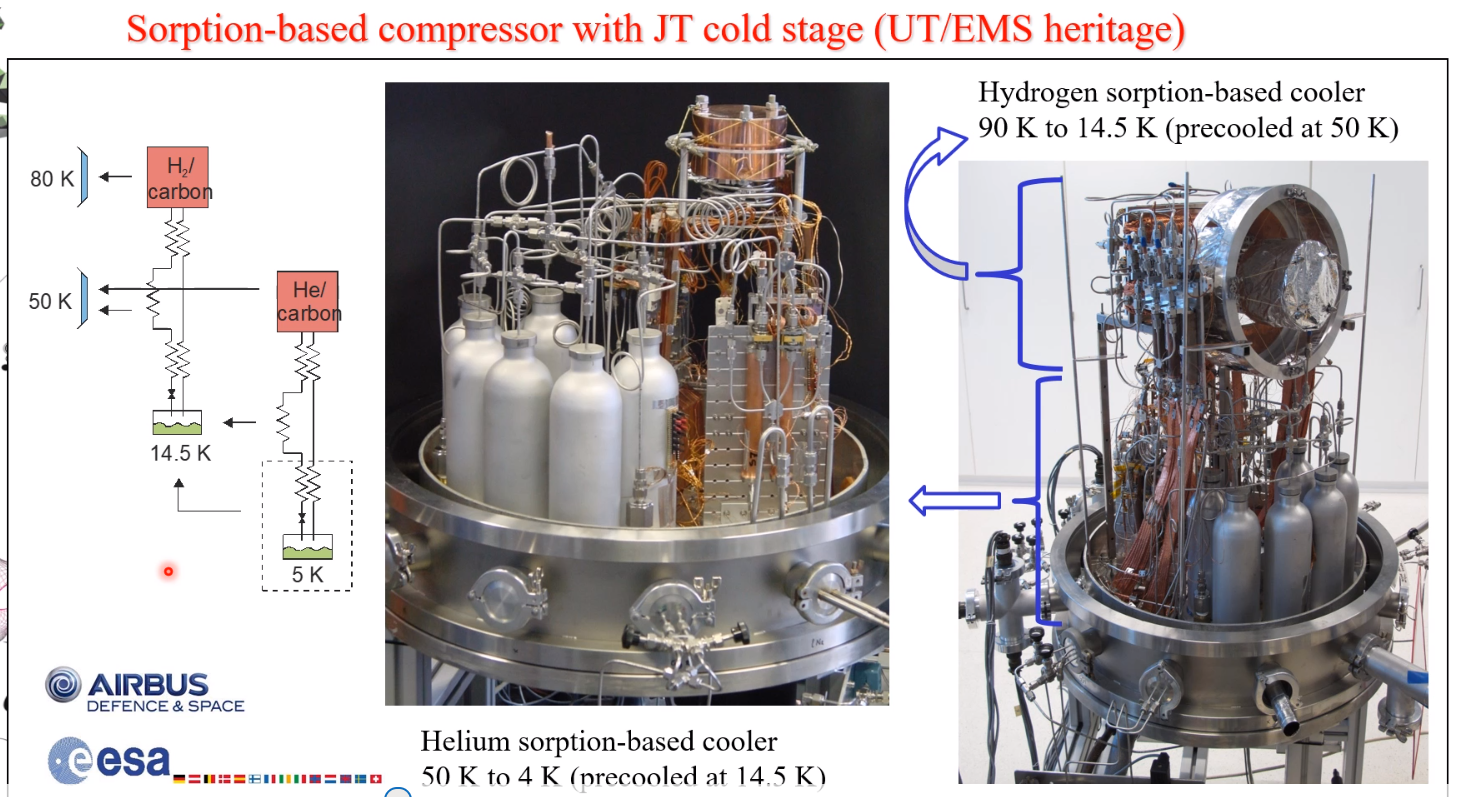 Sorption-based compressor with JT cold stage (UT/EMS heritage)
Hydrogen sorption-based cooler
90 K to 14.5 K (precooled at 50 K)
80 K
H₂/
carbon
50 K
He/
carbon
14.5 K
5 K
AIRBUS
DEFENCE & SPACE
esa
Helium sorption-based cooler
50 K to 4 K (precooled at 14.5 K)